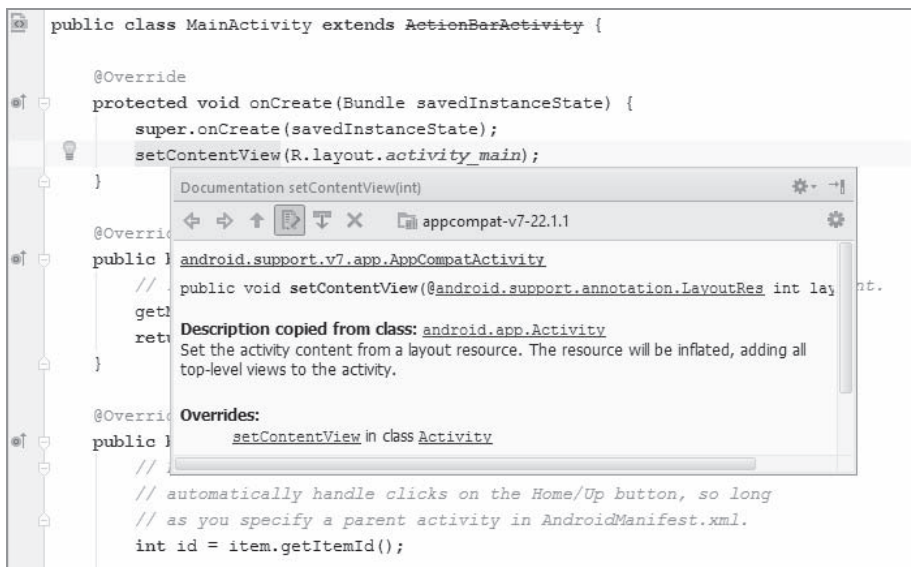 public class MainActivity extends ActionBarActivity {
@Override
protected void onCreate(Bundle savedInstanceState) {
super.onCreate(savedInstanceState);
setContentView(R.layout.activity_main);
}
Documentation setContentView(int)
appcompat-v7-22.1.1
android.support.v7.app.AppCompatActivity
public void setContentView(@android.support.annotation.LayoutRes int lay
Description copied from class: android.app.Activity
Set the activity content from a layout resource. The resource will be inflated, adding all
top-level views to the activity.
Overrides:
setContentView in class Activity
public
//
ret
}
public
//
// automatically handle clicks on the Home/Up button, so long
// as you specify a parent activity in AndroidManifest.xml.
int id = item.getItemId();